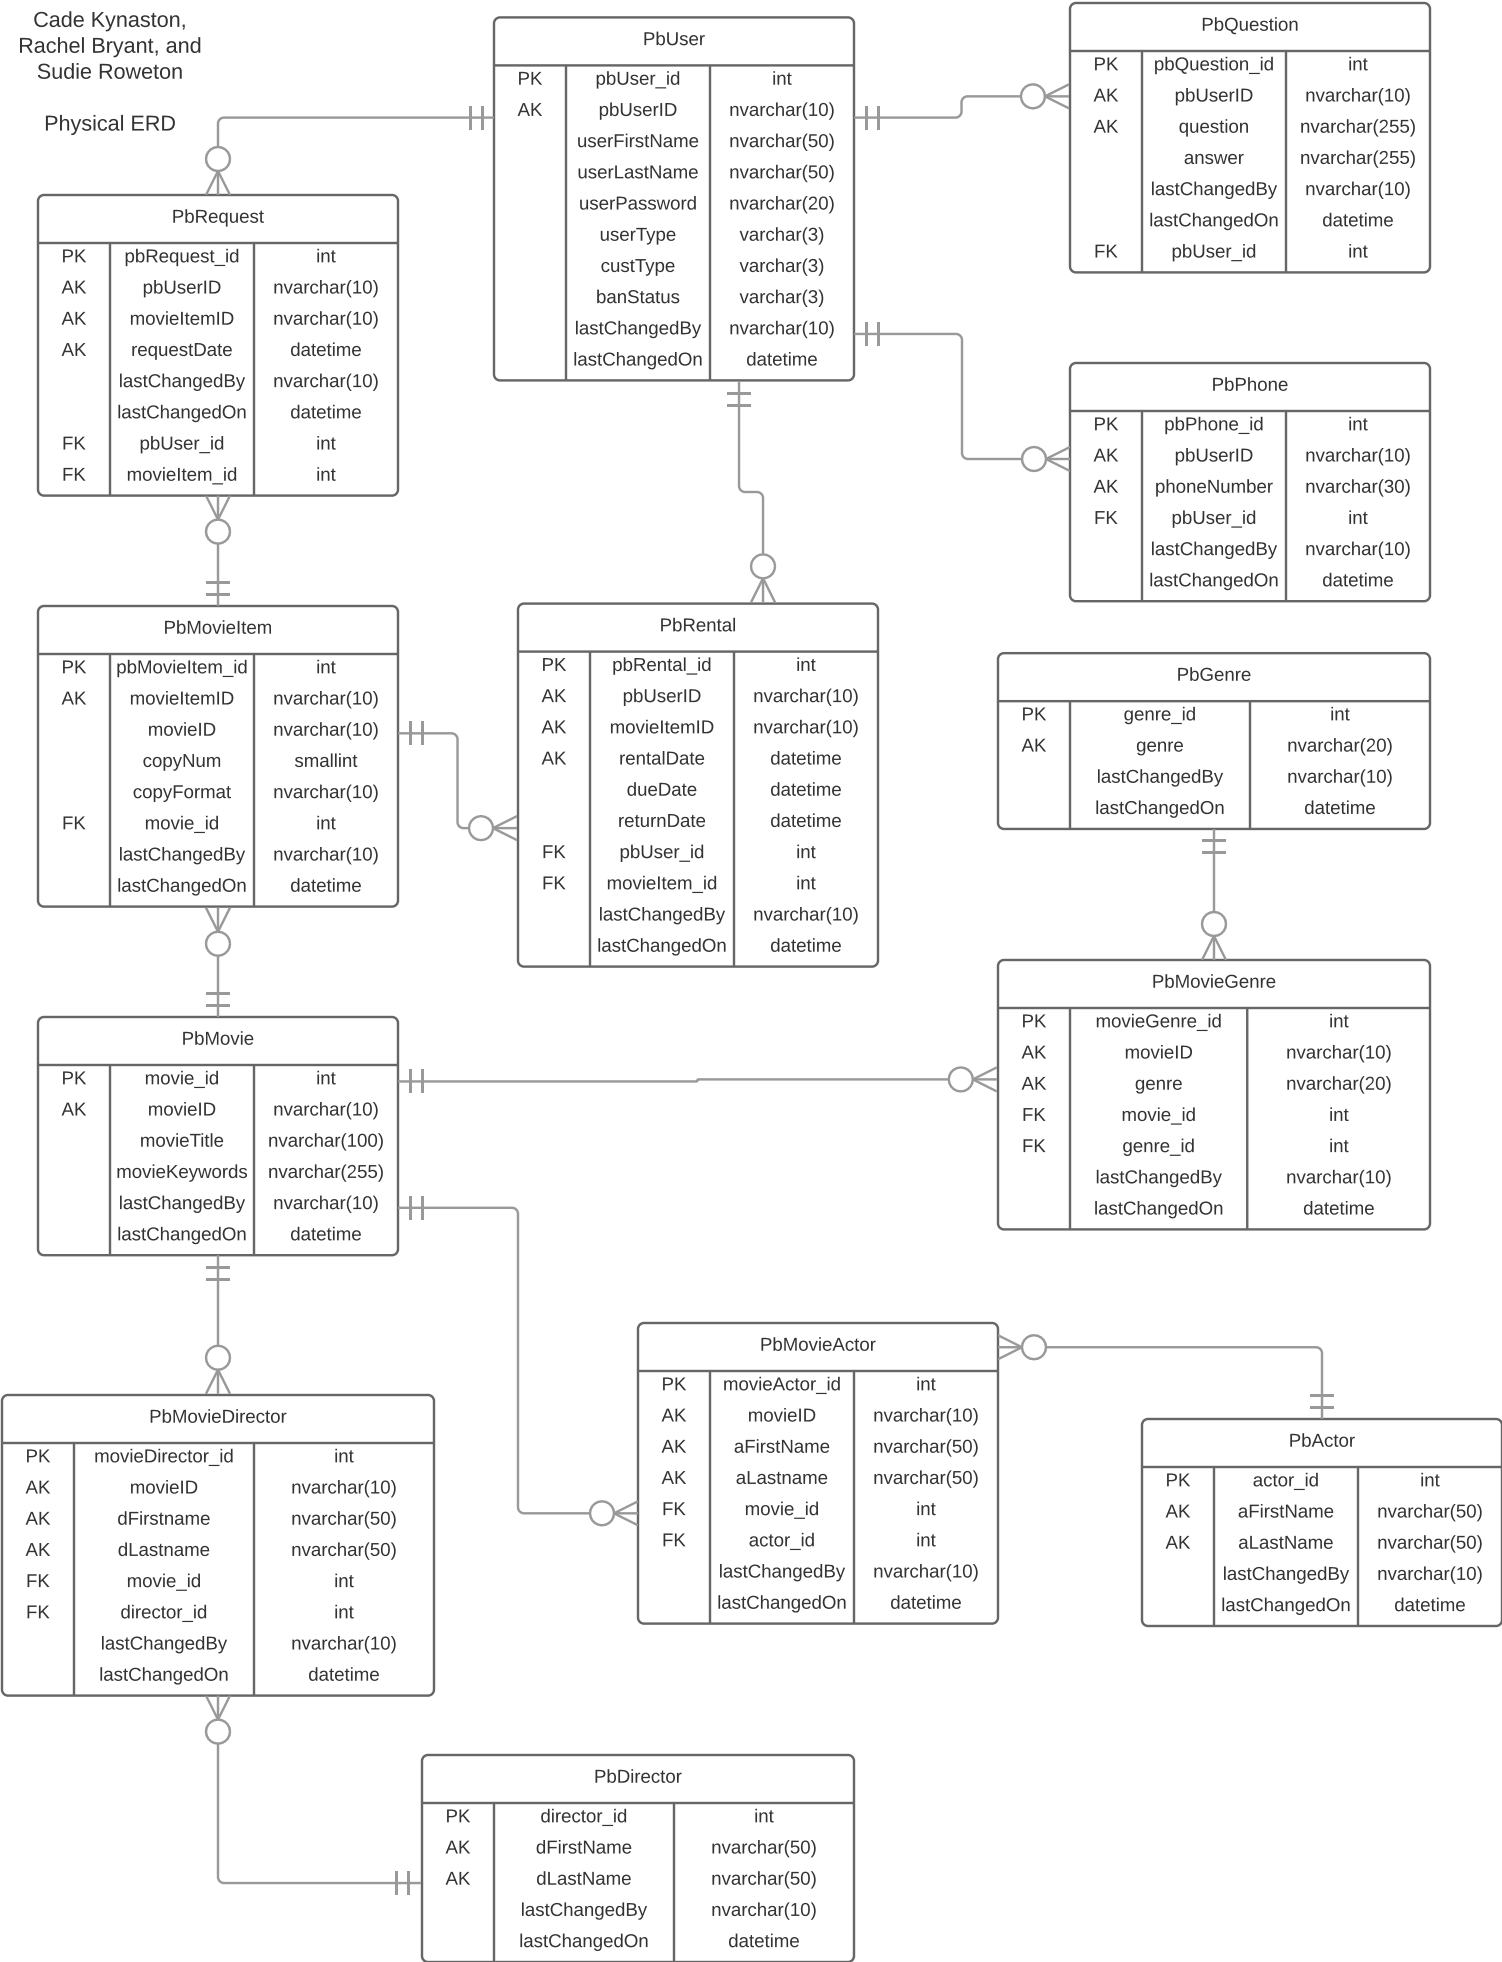 Cade Kynaston,
Rachel Bryant, and
Sudie Roweton
Physical ERD
PbUser
PK pbUser_id int
AK pbUserID nvarchar(10)
userFirstName nvarchar(50)
userLastName nvarchar(50)
userPassword nvarchar(20)
userType varchar(3)
custType varchar(3)
banStatus varchar(3)
lastChangedBy nvarchar(10)
lastChangedOn datetime
PbQuestion
PK pbQuestion_id int
AK pbUserID nvarchar(10)
AK question nvarchar(255)
answer nvarchar(255)
lastChangedBy nvarchar(10)
lastChangedOn datetime
FK pbUser_id int
PbRequest
PK pbRequest_id int
AK pbUserID nvarchar(10)
AK movieItemID nvarchar(10)
AK requestDate datetime
lastChangedBy nvarchar(10)
lastChangedOn datetime
FK pbUser_id int
FK movieItem_id int
PbPhone
PK pbPhone_id int
AK pbUserID nvarchar(10)
AK phoneNumber nvarchar(30)
FK pbUser_id int
lastChangedBy nvarchar(10)
lastChangedOn datetime
PbMovieItem
PK pbMovieItem_id int
AK movieItemID nvarchar(10)
movieID nvarchar(10)
copyNum smallint
copyFormat nvarchar(10)
FK movie_id int
lastChangedBy nvarchar(10)
lastChangedOn datetime
PbRental
PK pbRental_id int
AK pbUserID nvarchar(10)
AK movieItemID nvarchar(10)
AK rentalDate datetime
dueDate datetime
returnDate datetime
FK pbUser_id int
FK movieItem_id int
lastChangedBy nvarchar(10)
lastChangedOn datetime
PbGenre
PK genre_id int
AK genre nvarchar(20)
lastChangedBy nvarchar(10)
lastChangedOn datetime
PbMovieGenre
PK movieGenre_id int
AK movieID nvarchar(10)
AK genre nvarchar(20)
FK movie_id int
FK genre_id int
lastChangedBy nvarchar(10)
lastChangedOn datetime
PbMovie
PK movie_id int
AK movieID nvarchar(10)
movieTitle nvarchar(100)
movieKeywords nvarchar(255)
lastChangedBy nvarchar(10)
lastChangedOn datetime
PbMovieActor
PK movieActor_id int
AK movieID nvarchar(10)
AK aFirstName nvarchar(50)
AK aLastname nvarchar(50)
FK movie_id int
FK actor_id int
lastChangedBy nvarchar(10)
lastChangedOn datetime
PbActor
PK actor_id int
AK aFirstName nvarchar(50)
AK aLastName nvarchar(50)
lastChangedBy nvarchar(10)
lastChangedOn datetime
PbMovieDirector
PK movieDirector_id int
AK movieID nvarchar(10)
AK dFirstname nvarchar(50)
AK dLastname nvarchar(50)
FK movie_id int
FK director_id int
lastChangedBy nvarchar(10)
lastChangedOn datetime
PbDirector
PK director_id int
AK dFirstName nvarchar(50)
AK dLastName nvarchar(50)
lastChangedBy nvarchar(10)
lastChangedOn datetime